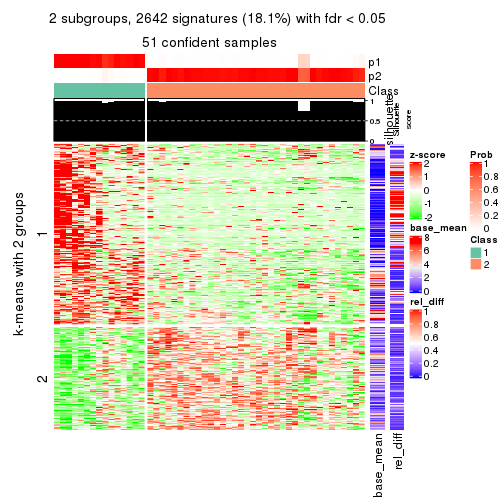 2 subgroups, 2642 signatures (18.1%) with fdr < 0.05
51 confident samples
p1
p2
Class
silhouette
Silhouette
score
1
0.5
0
k-means with 2 groups
1
2
base_mean
rel_diff
z-score
2
1
0
-1
-2
base_mean
8
6
4
2
0
rel_diff
1
0.8
0.6
0.4
0.2
0
Prob
1
0.8
0.6
0.4
0.2
0
Class
1
2